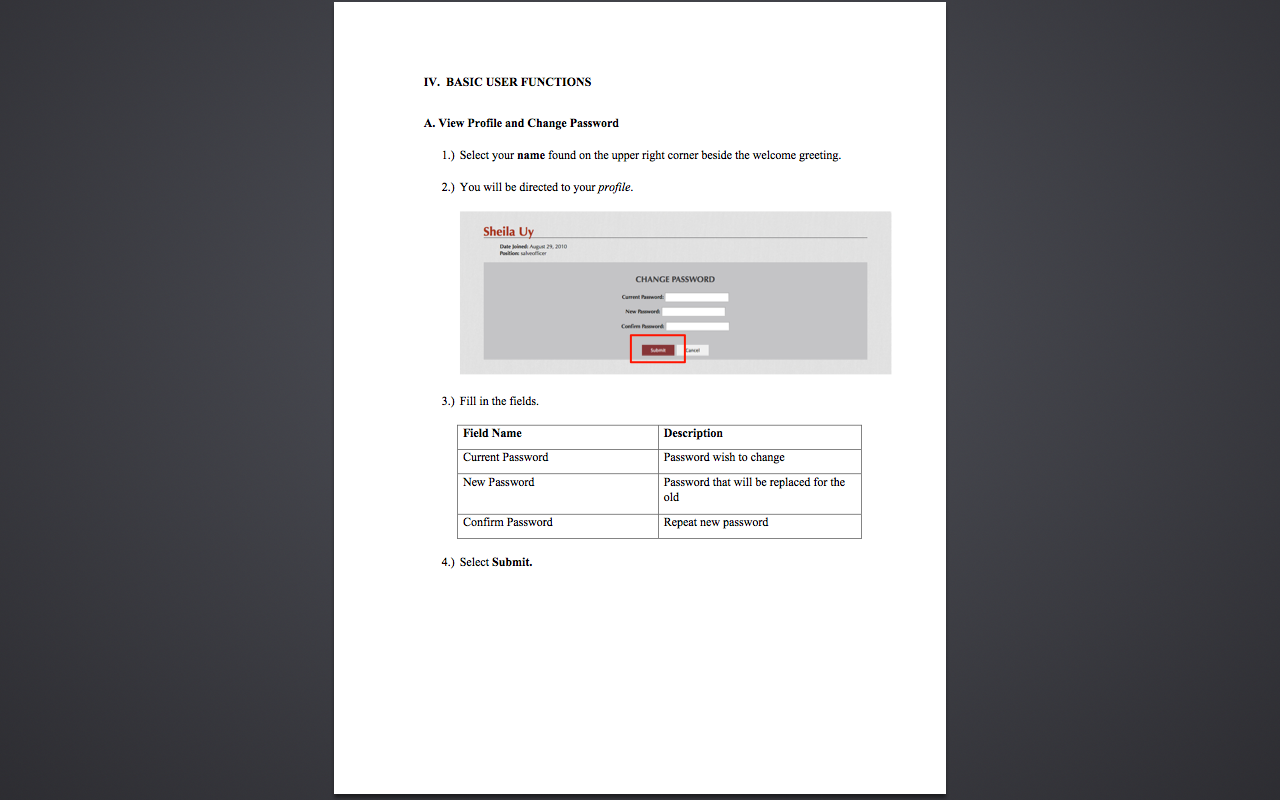 IV. BASIC USER FUNCTIONS
A. View Profile and Change Password
1.) Select your name found on the upper right corner beside the welcome greeting.
2.) You will be directed to your profile.
Sheila Uy
Date Joined: August 29, 2010
Position: salveofficer
CHANGE PASSWORD
Current Password:
New Password:
Confirm Password:
Submit Cancel
3.) Fill in the fields.
Field Name Description
Current Password Password wish to change
New Password Password that will be replaced for the
old
Confirm Password Repeat new password
4.) Select Submit.